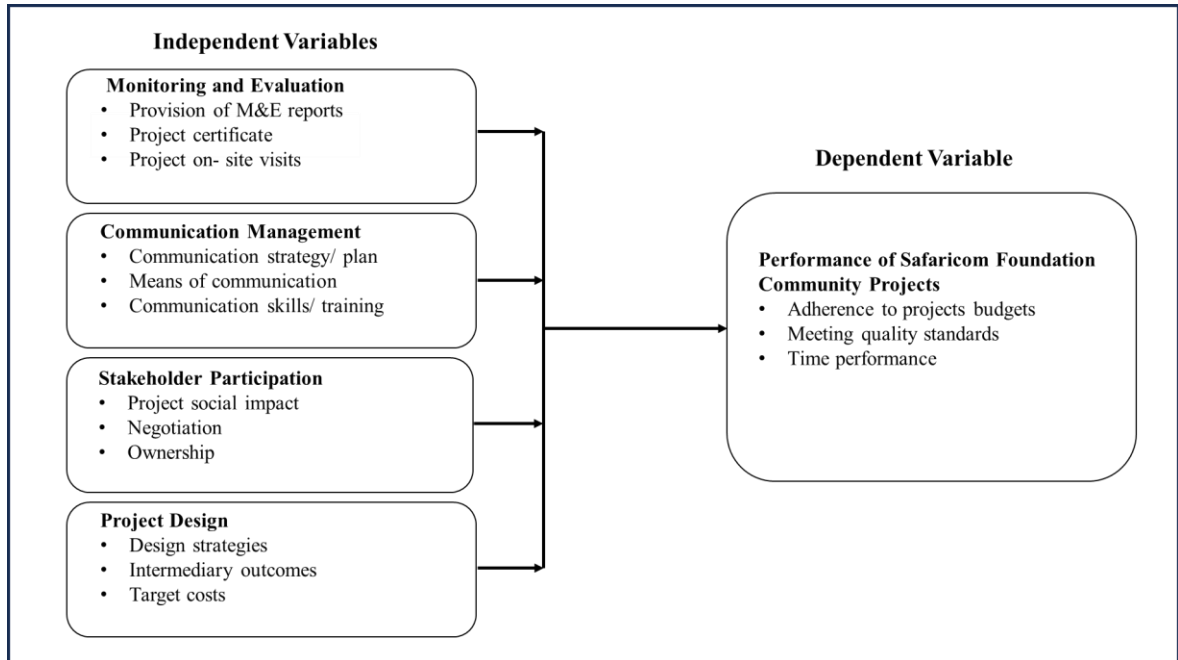 Independent Variables
Monitoring and Evaluation
• Provision of M&E reports
• Project certificate
• Project on- site visits
Communication Management
• Communication strategy/ plan
• Means of communication
• Communication skills/ training
Stakeholder Participation
• Project social impact
• Negotiation
• Ownership
Project Design
• Design strategies
• Intermediary outcomes
• Target costs
Dependent Variable
Performance of Safaricom Foundation
Community Projects
• Adherence to projects budgets
• Meeting quality standards
• Time performance